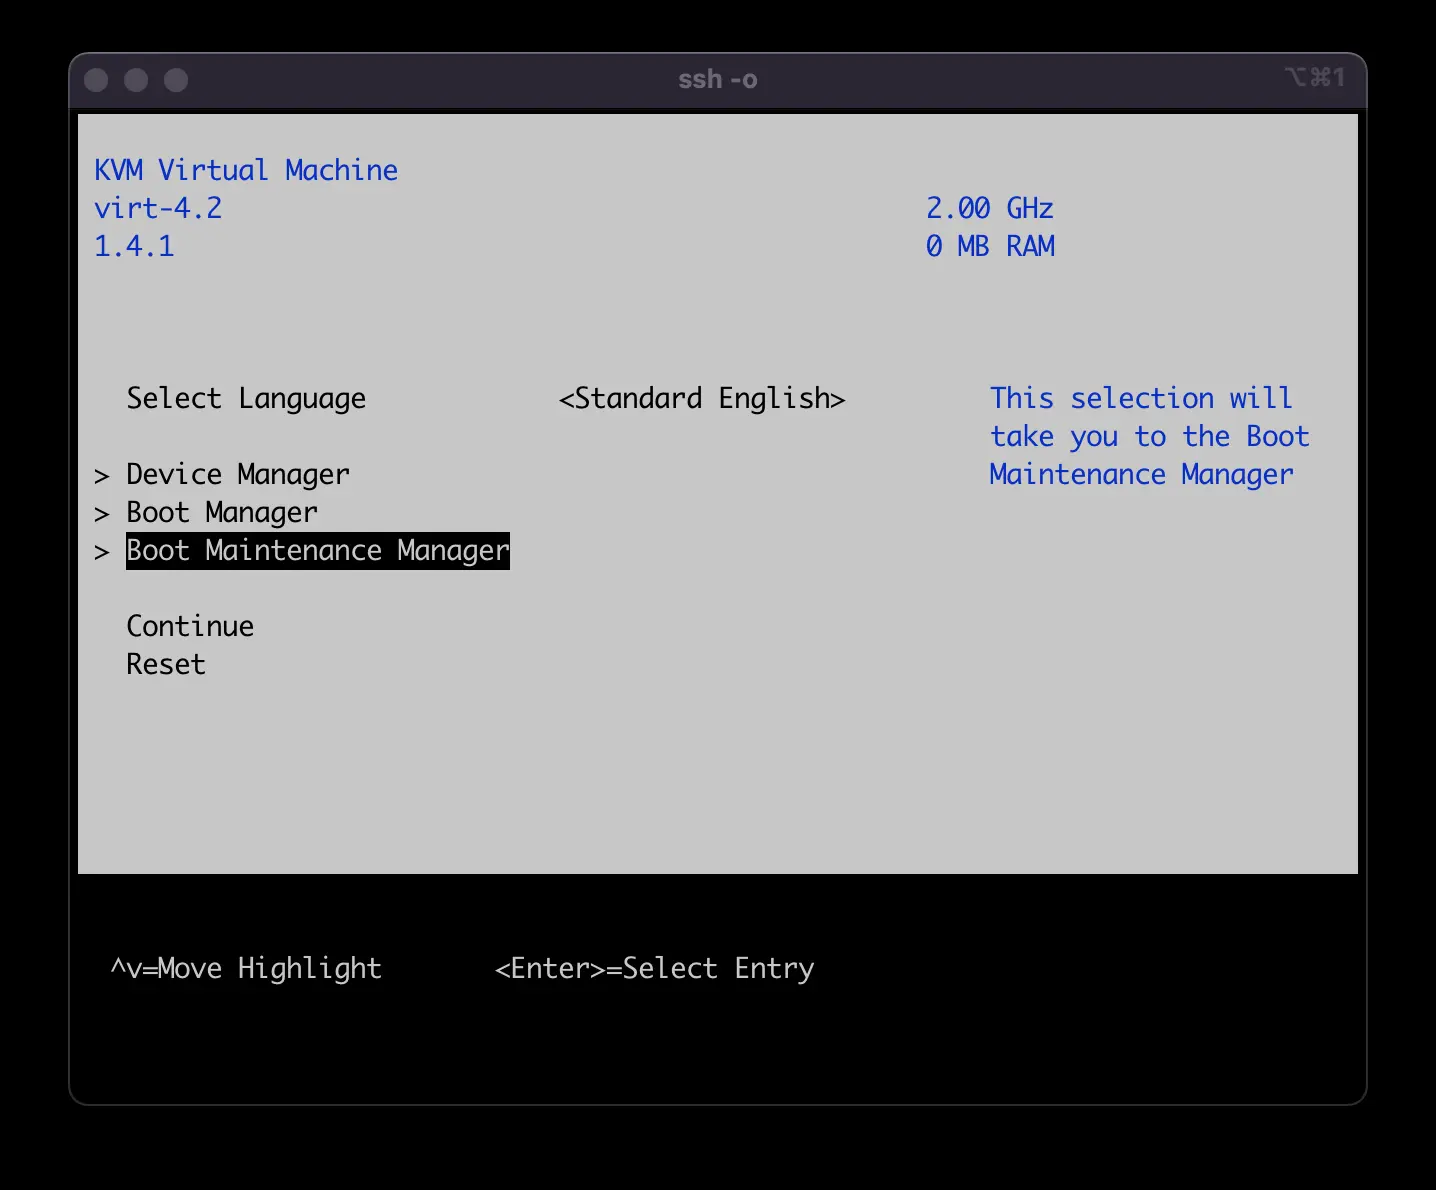 ssh -o
⌥⌘1
KVM Virtual Machine
virt-4.2 2.00 GHz
1.4.1 0 MB RAM
Select Language <Standard English> This selection will
take you to the Boot
> Device Manager Maintenance Manager
> Boot Manager
> Boot Maintenance Manager
Continue
Reset
^v=Move Highlight <Enter>=Select Entry